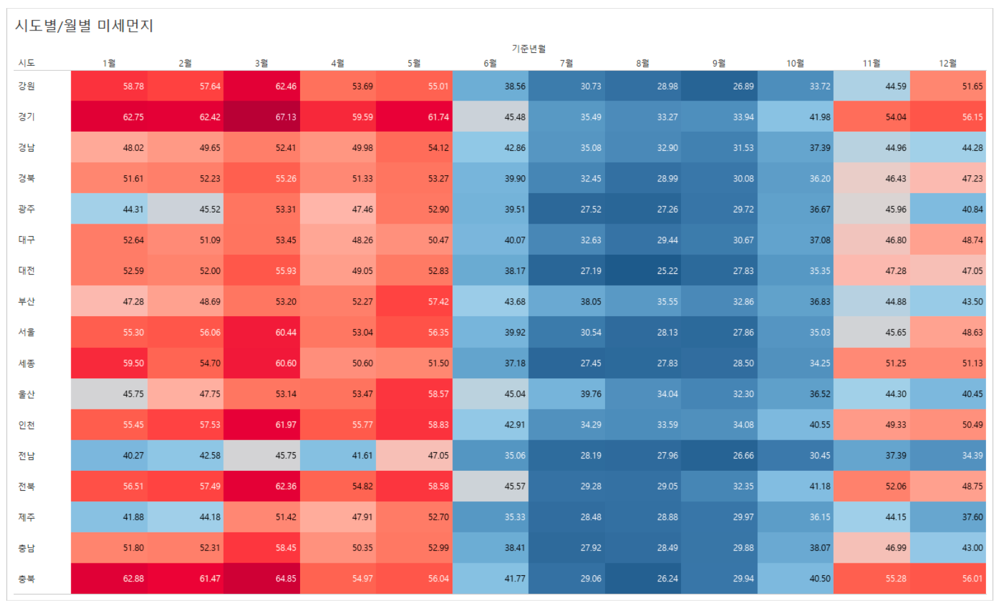 시도별/월별 미세먼지
기준년월
시도 1월 2월 3월 4월 5월 6월 7월 8월 9월 10월 11월 12월
강원 58.78 57.64 62.46 53.69 55.01 38.56 30.73 28.98 26.89 33.72 44.59 51.65
경기 62.75 62.42 67.13 59.59 61.74 45.48 35.49 33.27 33.94 41.98 54.04 56.15
경남 48.02 49.65 52.41 49.98 54.12 42.86 35.08 32.90 31.53 37.39 44.96 44.28
경북 51.61 52.23 55.26 51.33 53.27 39.90 32.45 28.99 30.08 36.20 46.43 47.23
광주 44.31 45.52 53.31 47.46 52.90 39.51 27.52 27.26 29.72 36.67 45.96 40.84
대구 52.64 51.09 53.45 48.26 50.47 40.07 32.63 29.44 30.67 37.08 46.80 48.74
대전 52.59 52.00 55.93 49.05 52.83 38.17 27.19 25.22 27.83 35.35 47.28 47.05
부산 47.28 48.69 53.20 52.27 57.42 43.68 38.05 35.55 32.86 36.83 44.88 43.50
서울 55.30 56.06 60.44 53.04 56.35 39.92 30.54 28.13 27.86 35.03 45.65 48.63
세종 59.50 54.70 60.60 50.60 51.50 37.18 27.45 27.83 28.50 34.25 51.25 51.13
울산 45.75 47.75 53.14 53.47 58.57 45.04 39.76 34.04 32.30 36.52 44.30 40.45
인천 55.45 57.53 61.97 55.77 58.83 42.91 34.29 33.59 34.08 40.55 49.33 50.49
전남 40.27 42.58 45.75 41.61 47.05 35.06 28.19 27.96 26.66 30.45 37.39 34.39
전북 56.51 57.49 62.36 54.82 58.58 45.57 29.28 29.05 32.35 41.18 52.06 48.75
제주 41.88 44.18 51.42 47.91 52.70 35.33 28.48 28.88 29.97 36.15 44.15 37.60
충남 51.80 52.31 58.45 50.35 52.99 38.41 27.92 28.49 29.88 38.07 46.99 43.00
충북 62.88 61.47 64.85 54.97 56.04 41.77 29.06 26.24 29.94 40.50 55.28 56.01